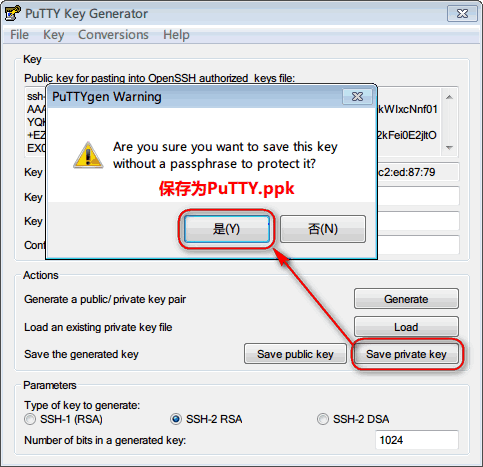 PuTTY Key Generator
File Key Conversions Help
Key
Public key for pasting into OpenSSH authorized_keys file:
ssh-
AAA
kWIxcNnf01
YQK
+EZ
2kFei0E2jltO
EX0
PuTTYgen Warning
Are you sure you want to save this key
without a passphrase to protect it?
保存为PuTTY.ppk
是(Y) 否(N)
Key
c2:ed:87:79
Key
Key
Conf
Actions
Generate a public/private key pair Generate
Load an existing private key file Load
Save the generated key Save public key Save private key
Parameters
Type of key to generate:
SSH-1 (RSA) SSH-2 RSA SSH-2 DSA
Number of bits in a generated key: 1024